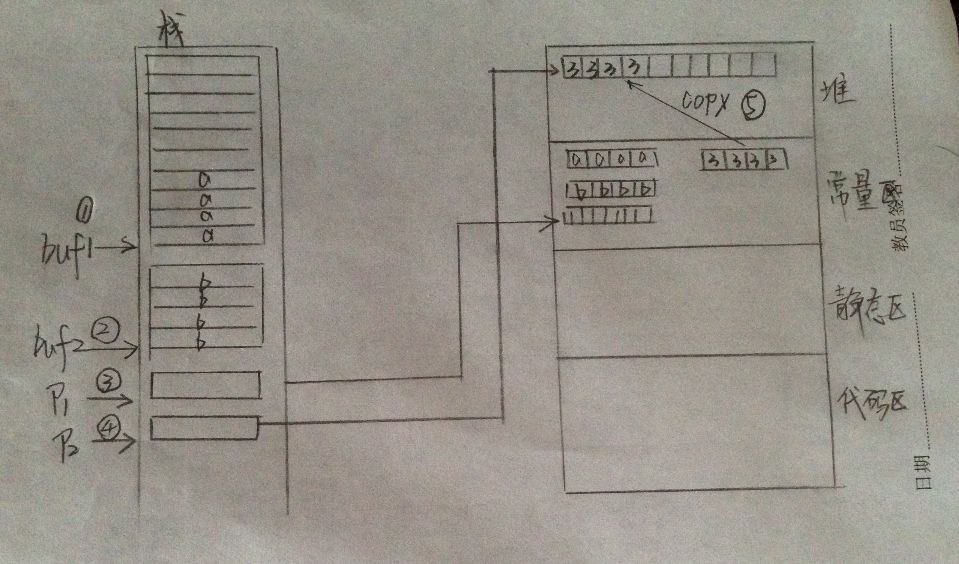 栈
a
a
a
a
① buf1
b
b
b
b
buf2 ②
P1 ③
P2 ④
3 3 3 3
copy ⑤
堆
a a a a
3 3 3 3
b b b b
常量区
静态区
代码区
教员签名
日期